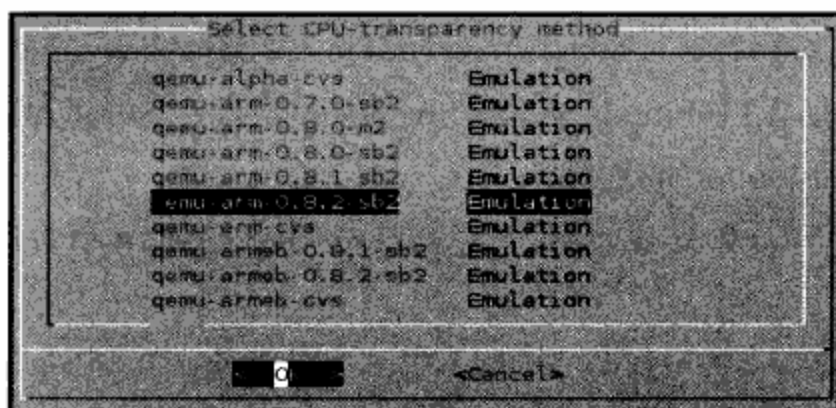 Select CPU-transparency method
qemu-alpha-cvs Emulation
qemu-arm-0.7.0-sb2 Emulation
qemu-arm-0.8.0-m2 Emulation
qemu-arm-0.8.0-sb2 Emulation
qemu-arm-0.8.1-sb2 Emulation
emu-arm-0.8.2-sb2 Emulation
qemu-arm-cvs Emulation
qemu-armeb-0.8.1-sb2 Emulation
qemu-armeb-0.8.2-sb2 Emulation
qemu-armeb-cvs Emulation
< O > <Cancel>